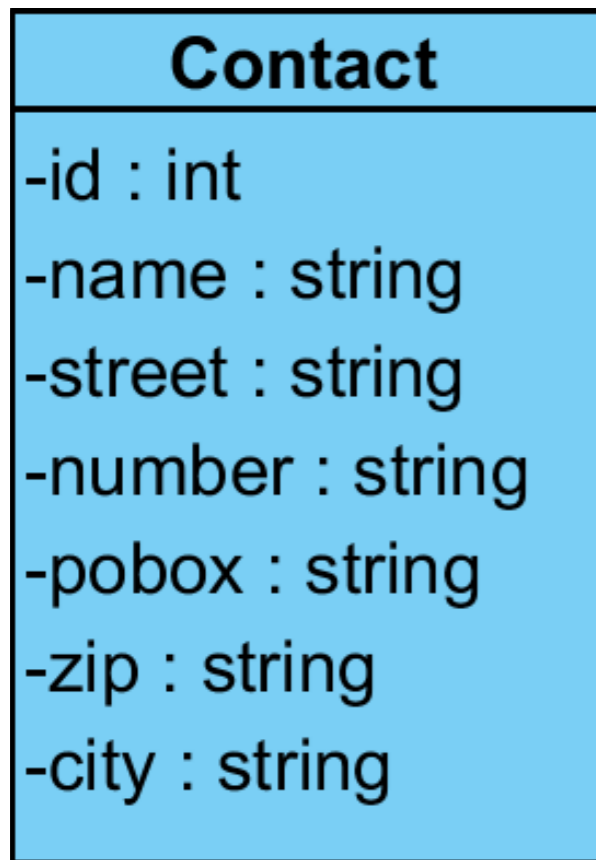 Contact
-id : int
-name : string
-street : string
-number : string
-pobox : string
-zip : string
-city : string